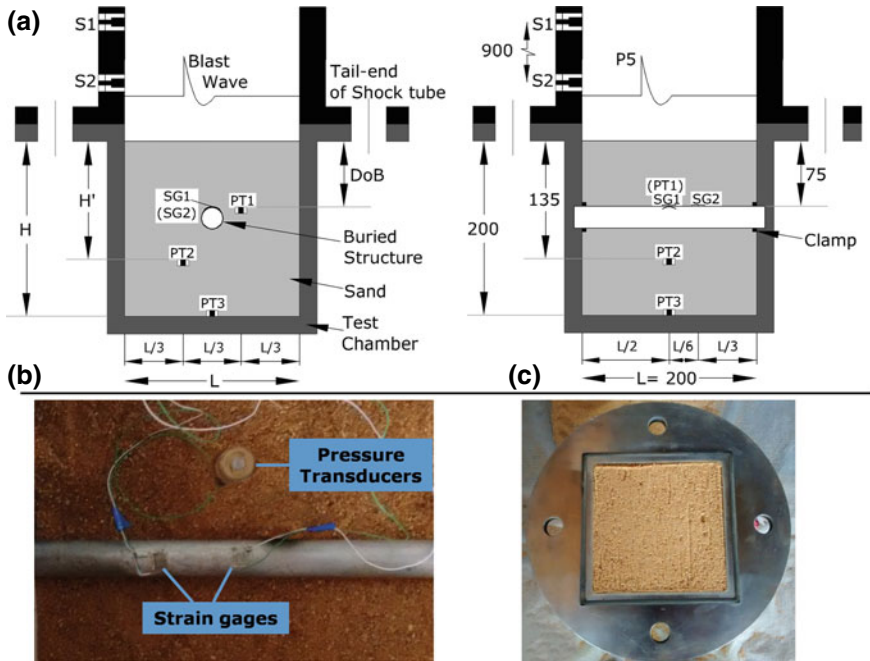 (a)
S1
S2
Blast
Wave
Tail-end
of Shock tube
H
H'
DoB
SG1
(SG2)
PT1
PT2
PT3
Buried
Structure
Sand
Test
Chamber
L/3
L/3
L/3
L
S1
S2
900
P5
135
200
75
(PT1)
SG1
SG2
Clamp
PT2
PT3
L/2
L/6
L/3
L= 200
(b)
Pressure
Transducers
Strain gages
(c)